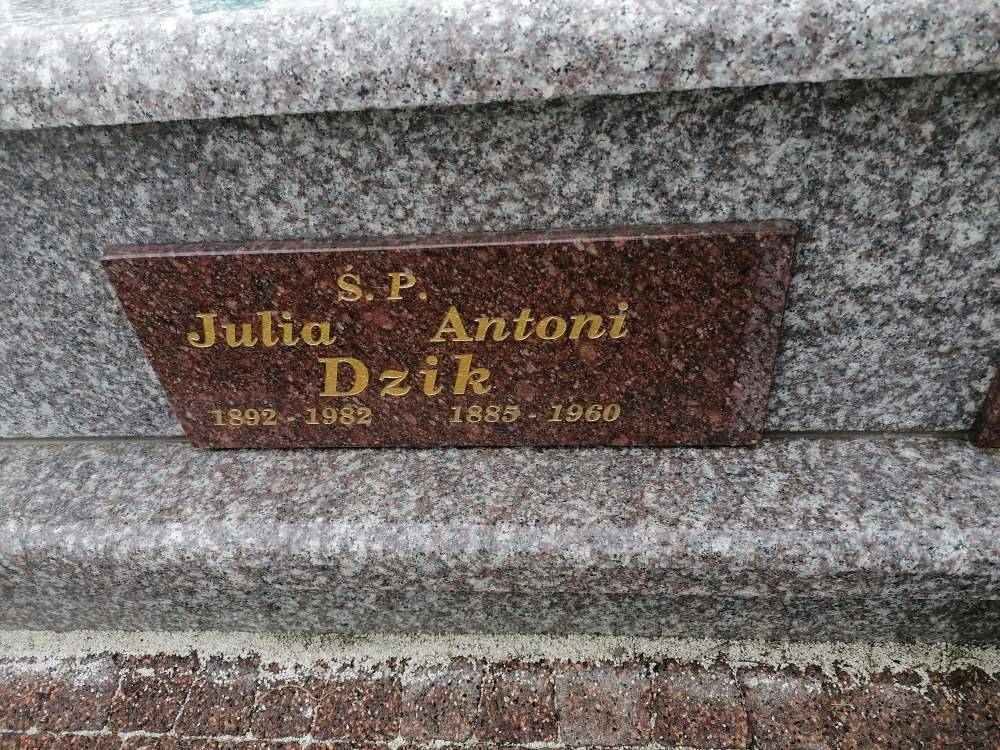 Ś. P.
Julia Antoni
Dzik
1892 - 1982 1885 - 1960